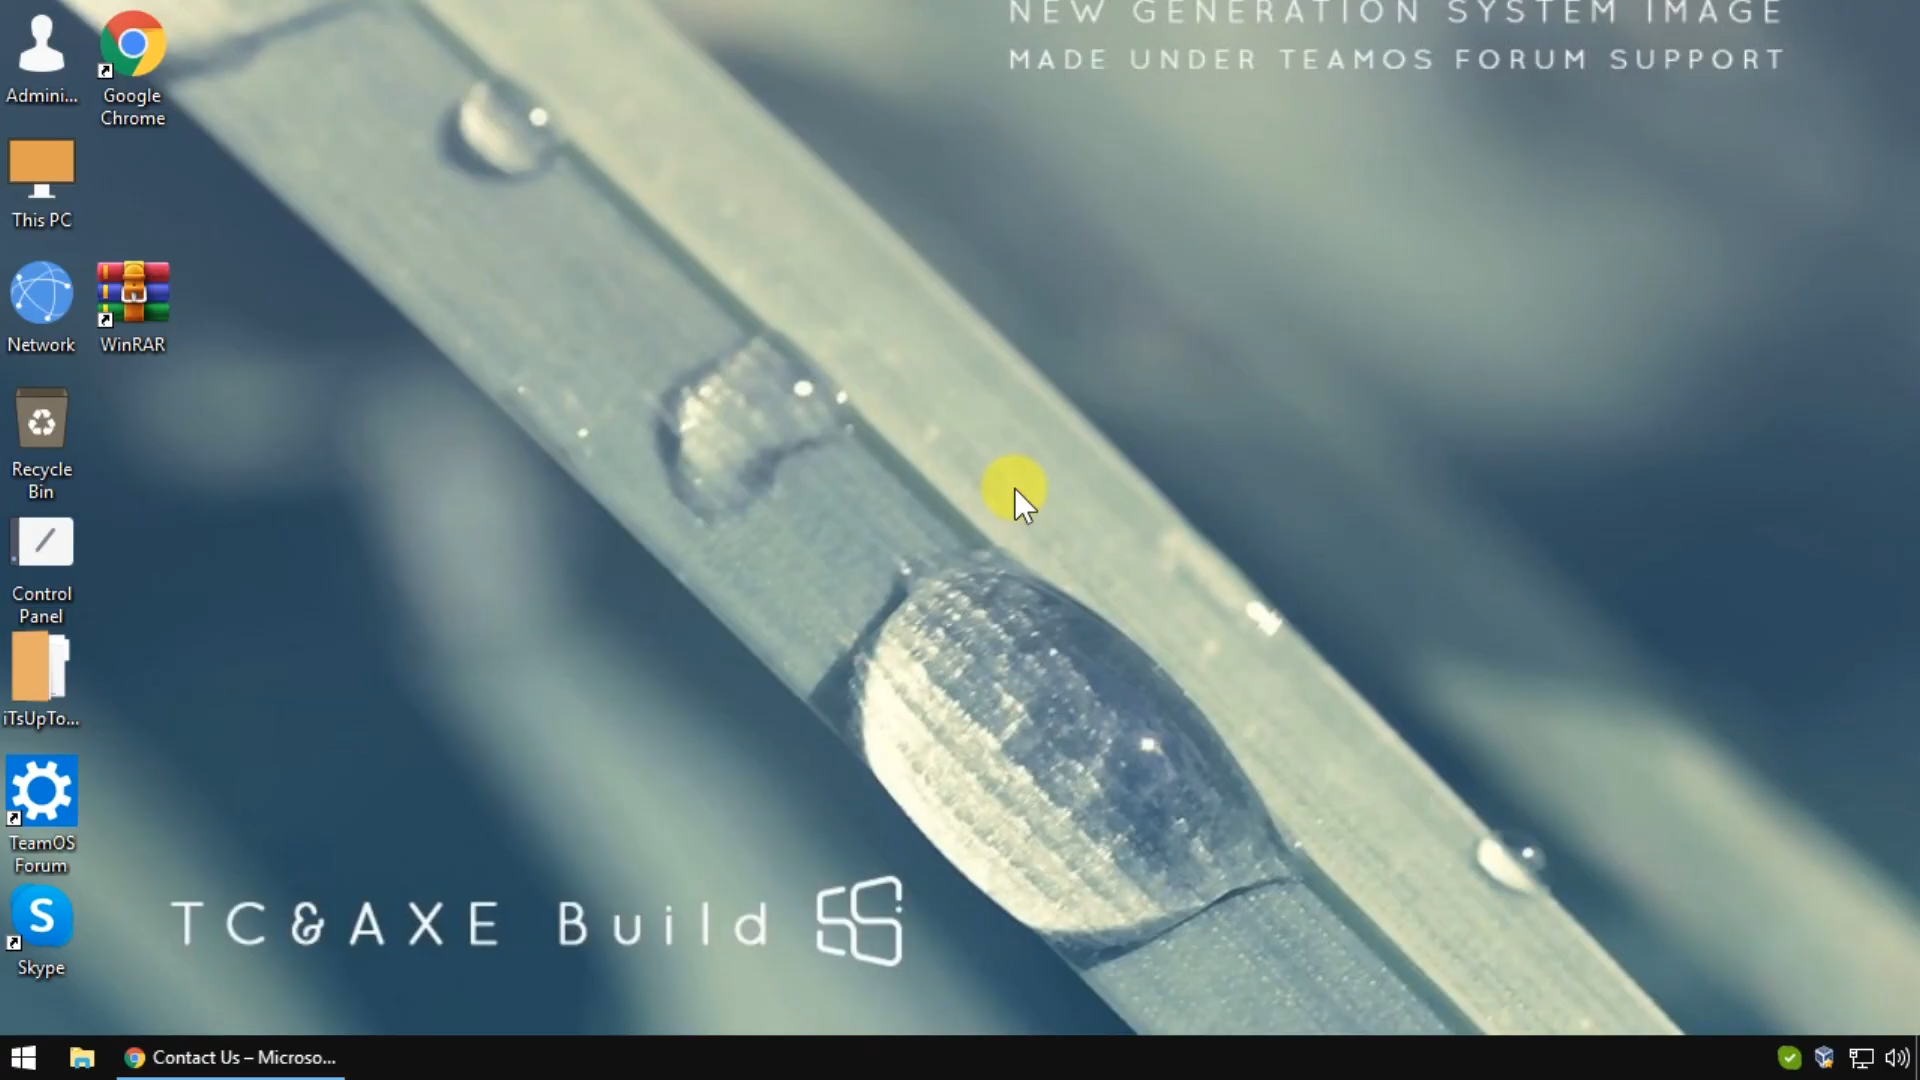 NEW GENERATION SYSTEM IMAGE
MADE UNDER TEAMOS FORUM SUPPORT
Admini...
Google
Chrome
This PC
Network
WinRAR
Recycle
Bin
Control
Panel
iTsUpTo...
TeamOS
Forum
S
Skype
TC&AXE Build
Contact Us – Microso...